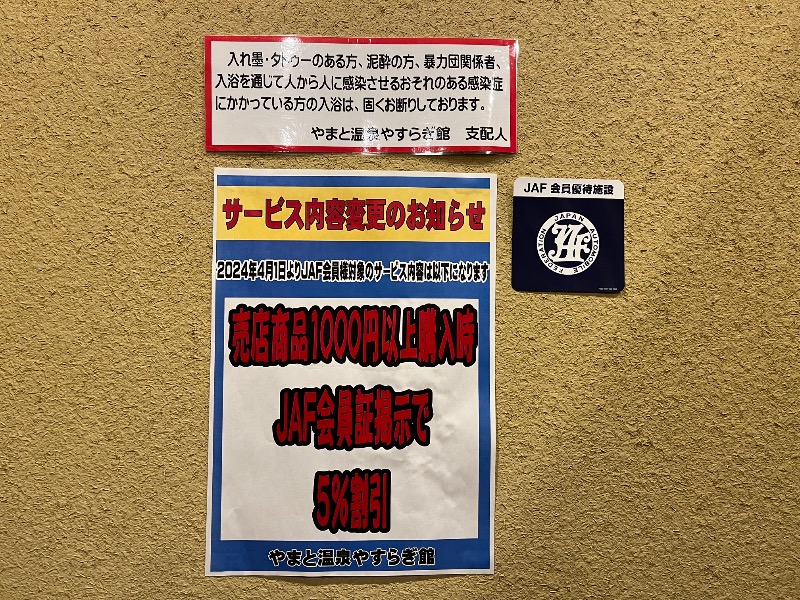 入れ墨・タトゥーのある方、泥酔の方、暴力団関係者、
入浴を通じて人から人に感染させるおそれのある感染症
にかかっている方の入浴は、固くお断りしております。
やまと温泉やすらぎ館 支配人
サービス内容変更のお知らせ
2024年4月1日よりJAF会員様対象のサービス内容は以下になります
売店商品1000円以上購入時
JAF会員証掲示で
5%割引
やまと温泉やすらぎ館
JAF 会員優待施設
JAPAN AUTOMOBILE FEDERATION
JAF